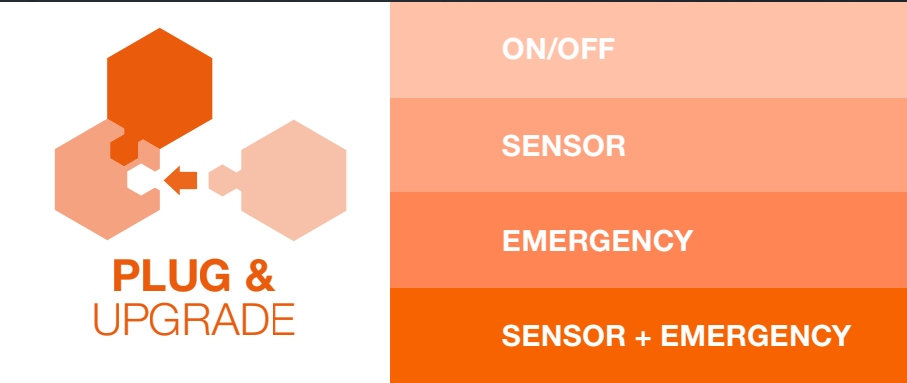 PLUG &
UPGRADE
ON/OFF
SENSOR
EMERGENCY
SENSOR + EMERGENCY